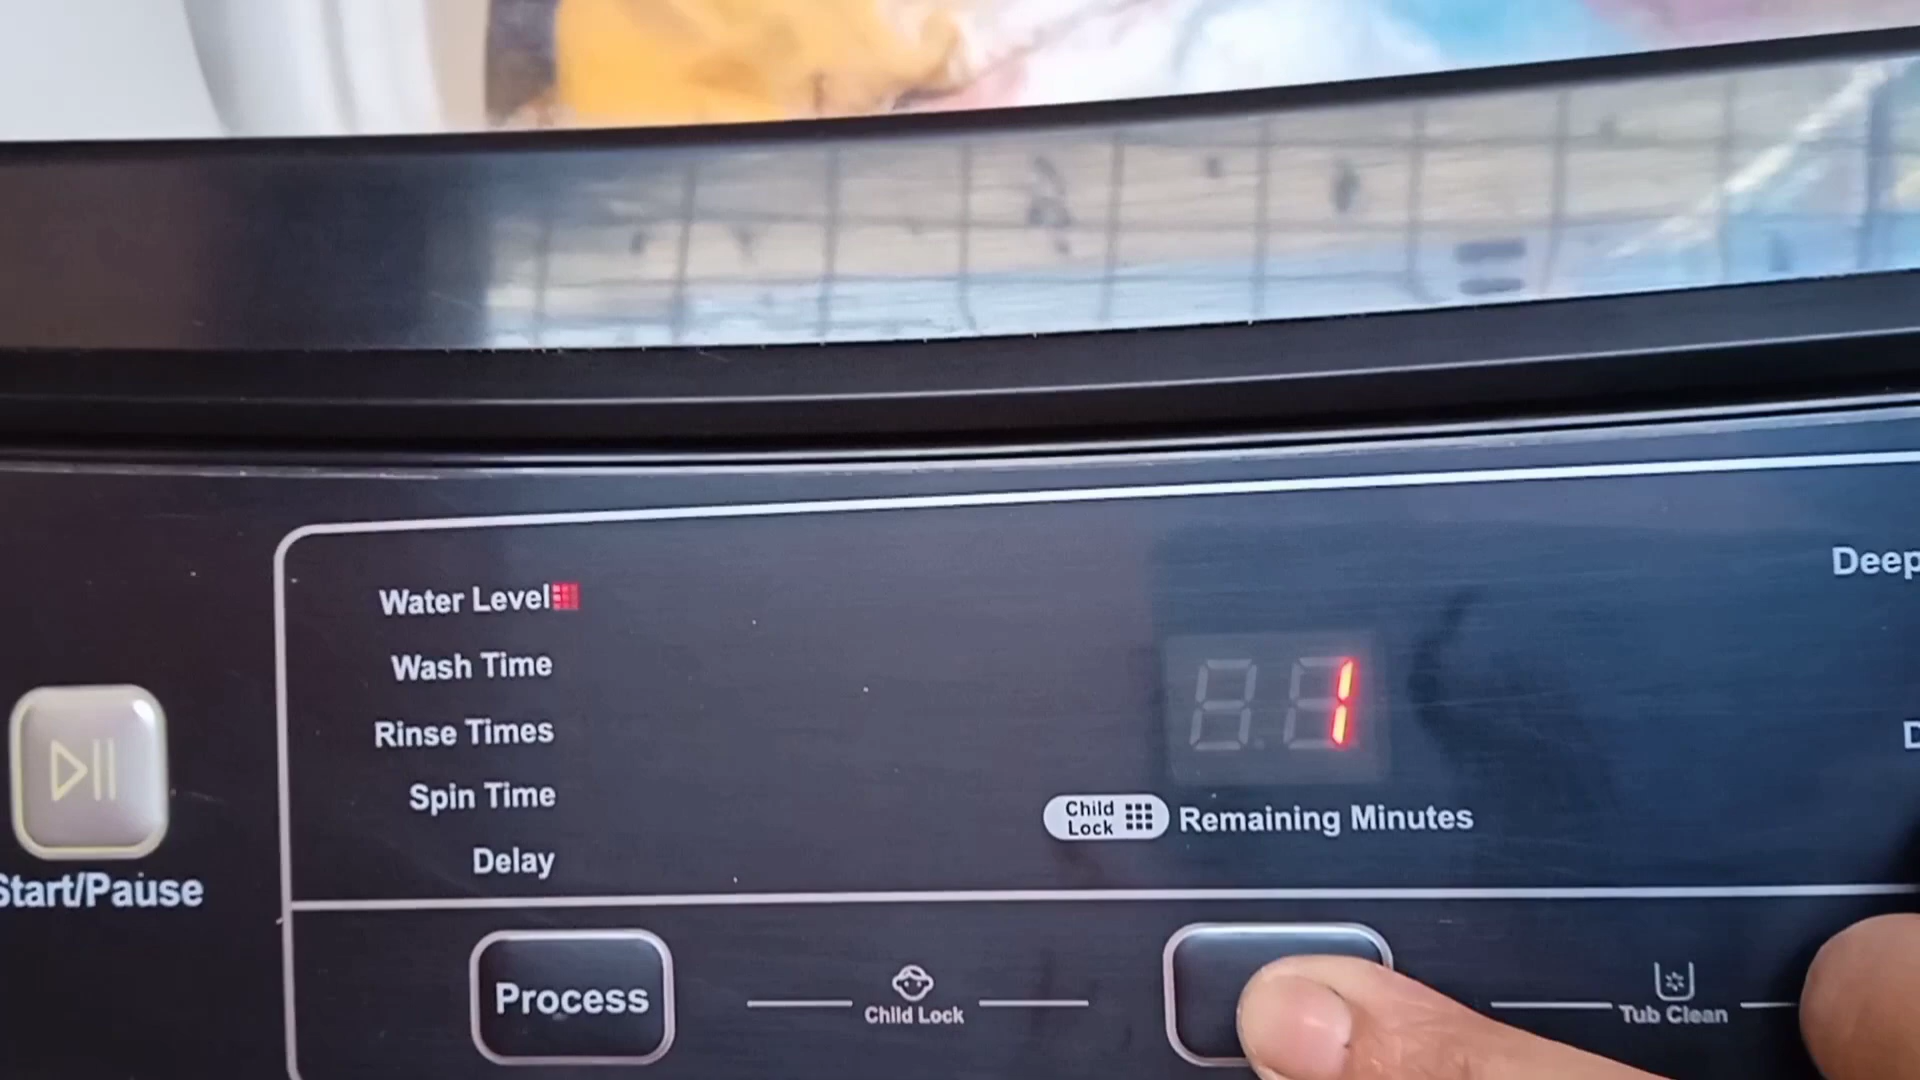 Water Level
Wash Time
Rinse Times
Spin Time
Delay
1
Child
Lock
Remaining Minutes
Deep
D
Start/Pause
Process
Child Lock
Tub Clean